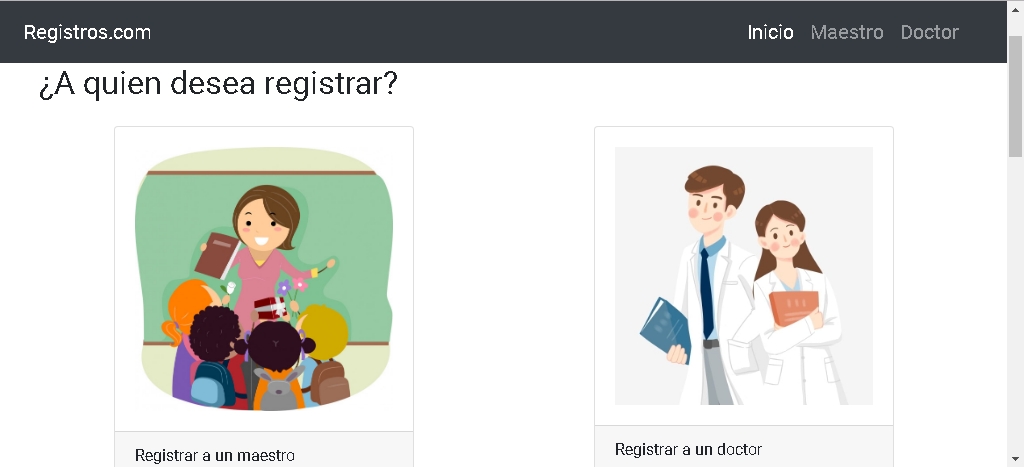 Registros.com
Inicio Maestro Doctor
¿A quien desea registrar?
Registrar a un maestro
Registrar a un doctor